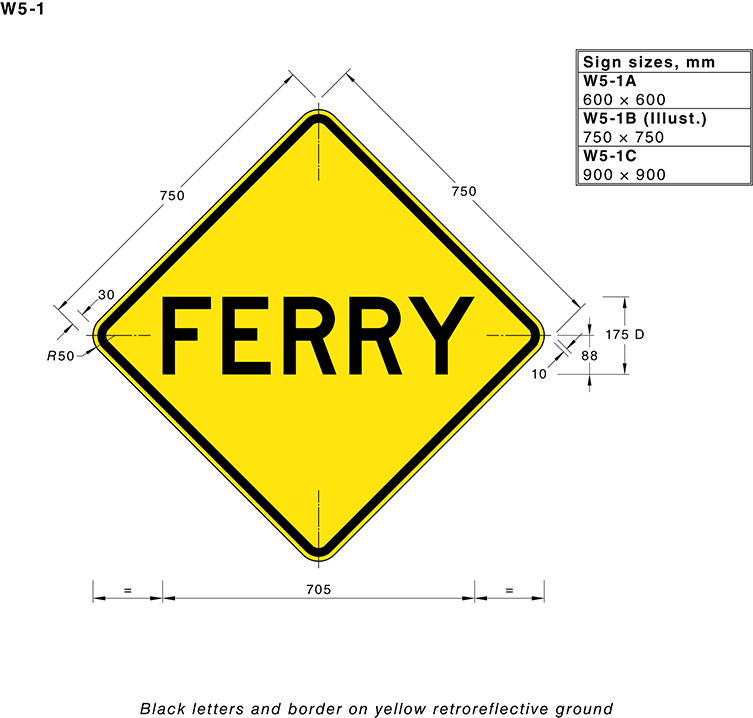 W5-1
Sign sizes, mm
W5-1A
600 × 600
W5-1B (Illust.)
750 × 750
W5-1C
900 × 900
750
750
30
FERRY
175 D
R50
88
10
=
705
=
Black letters and border on yellow retroreflective ground